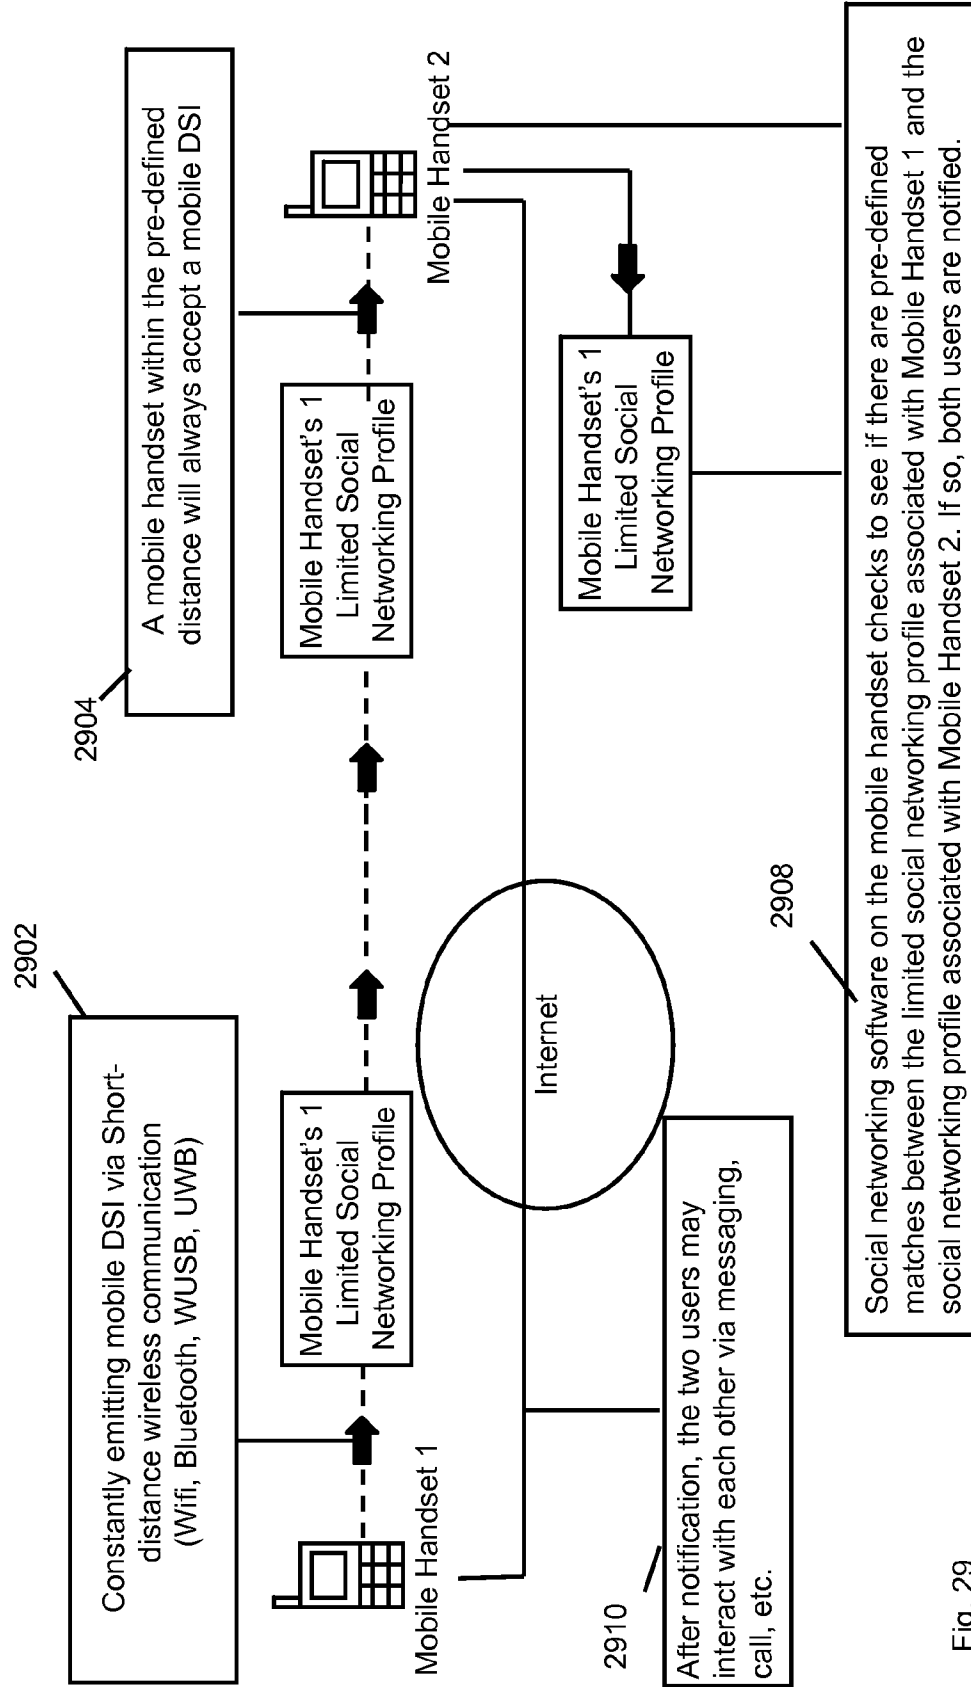 2902
Constantly emitting mobile DSI via Short-
distance wireless communication
(Wifi, Bluetooth, WUSB, UWB)
2904
A mobile handset within the pre-defined
distance will always accept a mobile DSI
Mobile Handset 1
Mobile Handset's 1
Limited Social
Networking Profile
Mobile Handset's 1
Limited Social
Networking Profile
Mobile Handset 2
Internet
Mobile Handset's 1
Limited Social
Networking Profile
2910
After notification, the two users may
interact with each other via messaging,
call, etc.
2908
Social networking software on the mobile handset checks to see if there are pre-defined
matches between the limited social networking profile associated with Mobile Handset 1 and the
social networking profile associated with Mobile Handset 2. If so, both users are notified.
Fig. 29